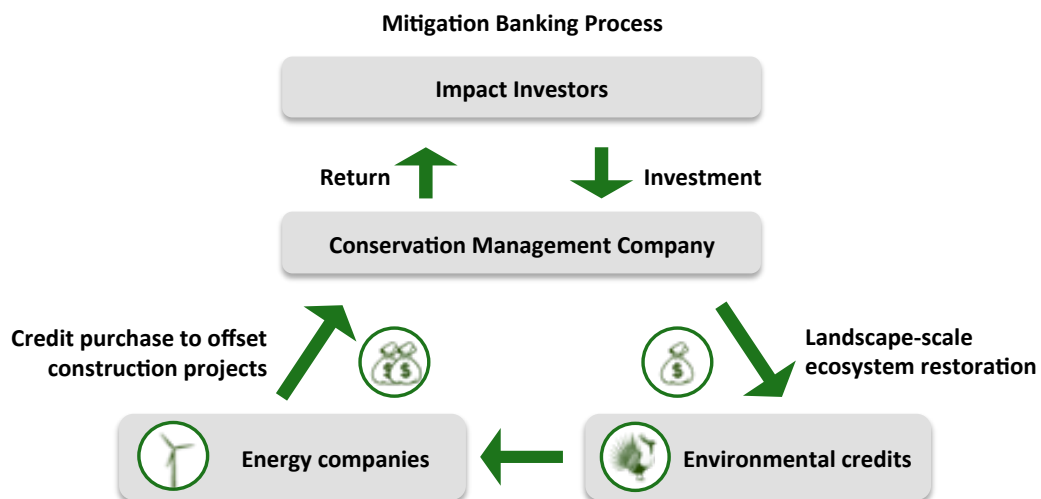 Mitigation Banking Process
Impact Investors
Return
Investment
Conservation Management Company
Credit purchase to offset
construction projects
$ $
$
Landscape-scale
ecosystem restoration
Energy companies
Environmental credits